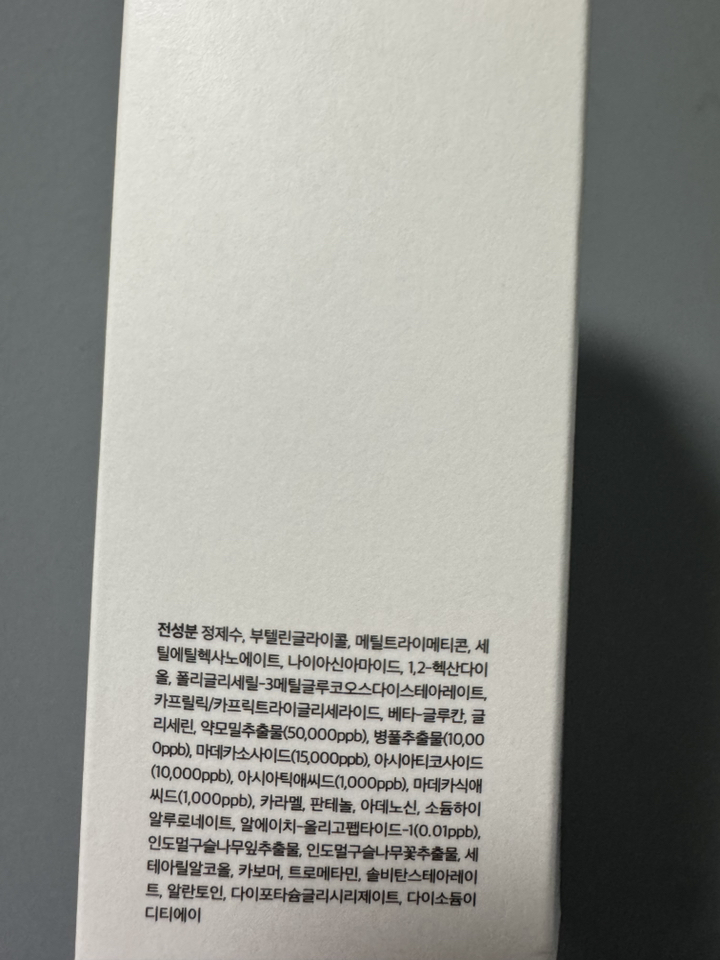 전성분 정제수, 부텔린글라이콜, 메틸트라이메티콘, 세
틸에틸헥사노에이트, 나이아신아마이드, 1,2-헥산다이
올, 폴리글리세릴-3메틸글루코오스다이스테아레이트,
카프릴릭/카프릭트라이글리세라이드, 베타-글루칸, 글
리세린, 약모밀추출물(50,000ppb), 병풀추출물(10,00
0ppb), 마데카소사이드(15,000ppb), 아시아티코사이드
(10,000ppb), 아시아틱애씨드(1,000ppb), 마데카식애
씨드(1,000ppb), 카라멜, 판테놀, 아데노신, 소듐하이
알루로네이트, 알에이치-올리고펩타이드-1(0.01ppb),
인도멀구슬나무잎추출물, 인도멀구슬나무꽃추출물, 세
테아릴알코올, 카보머, 트로메타민, 솔비탄스테아레이
트, 알란토인, 다이포타슘글리시리제이트, 다이소듐이
디티에이